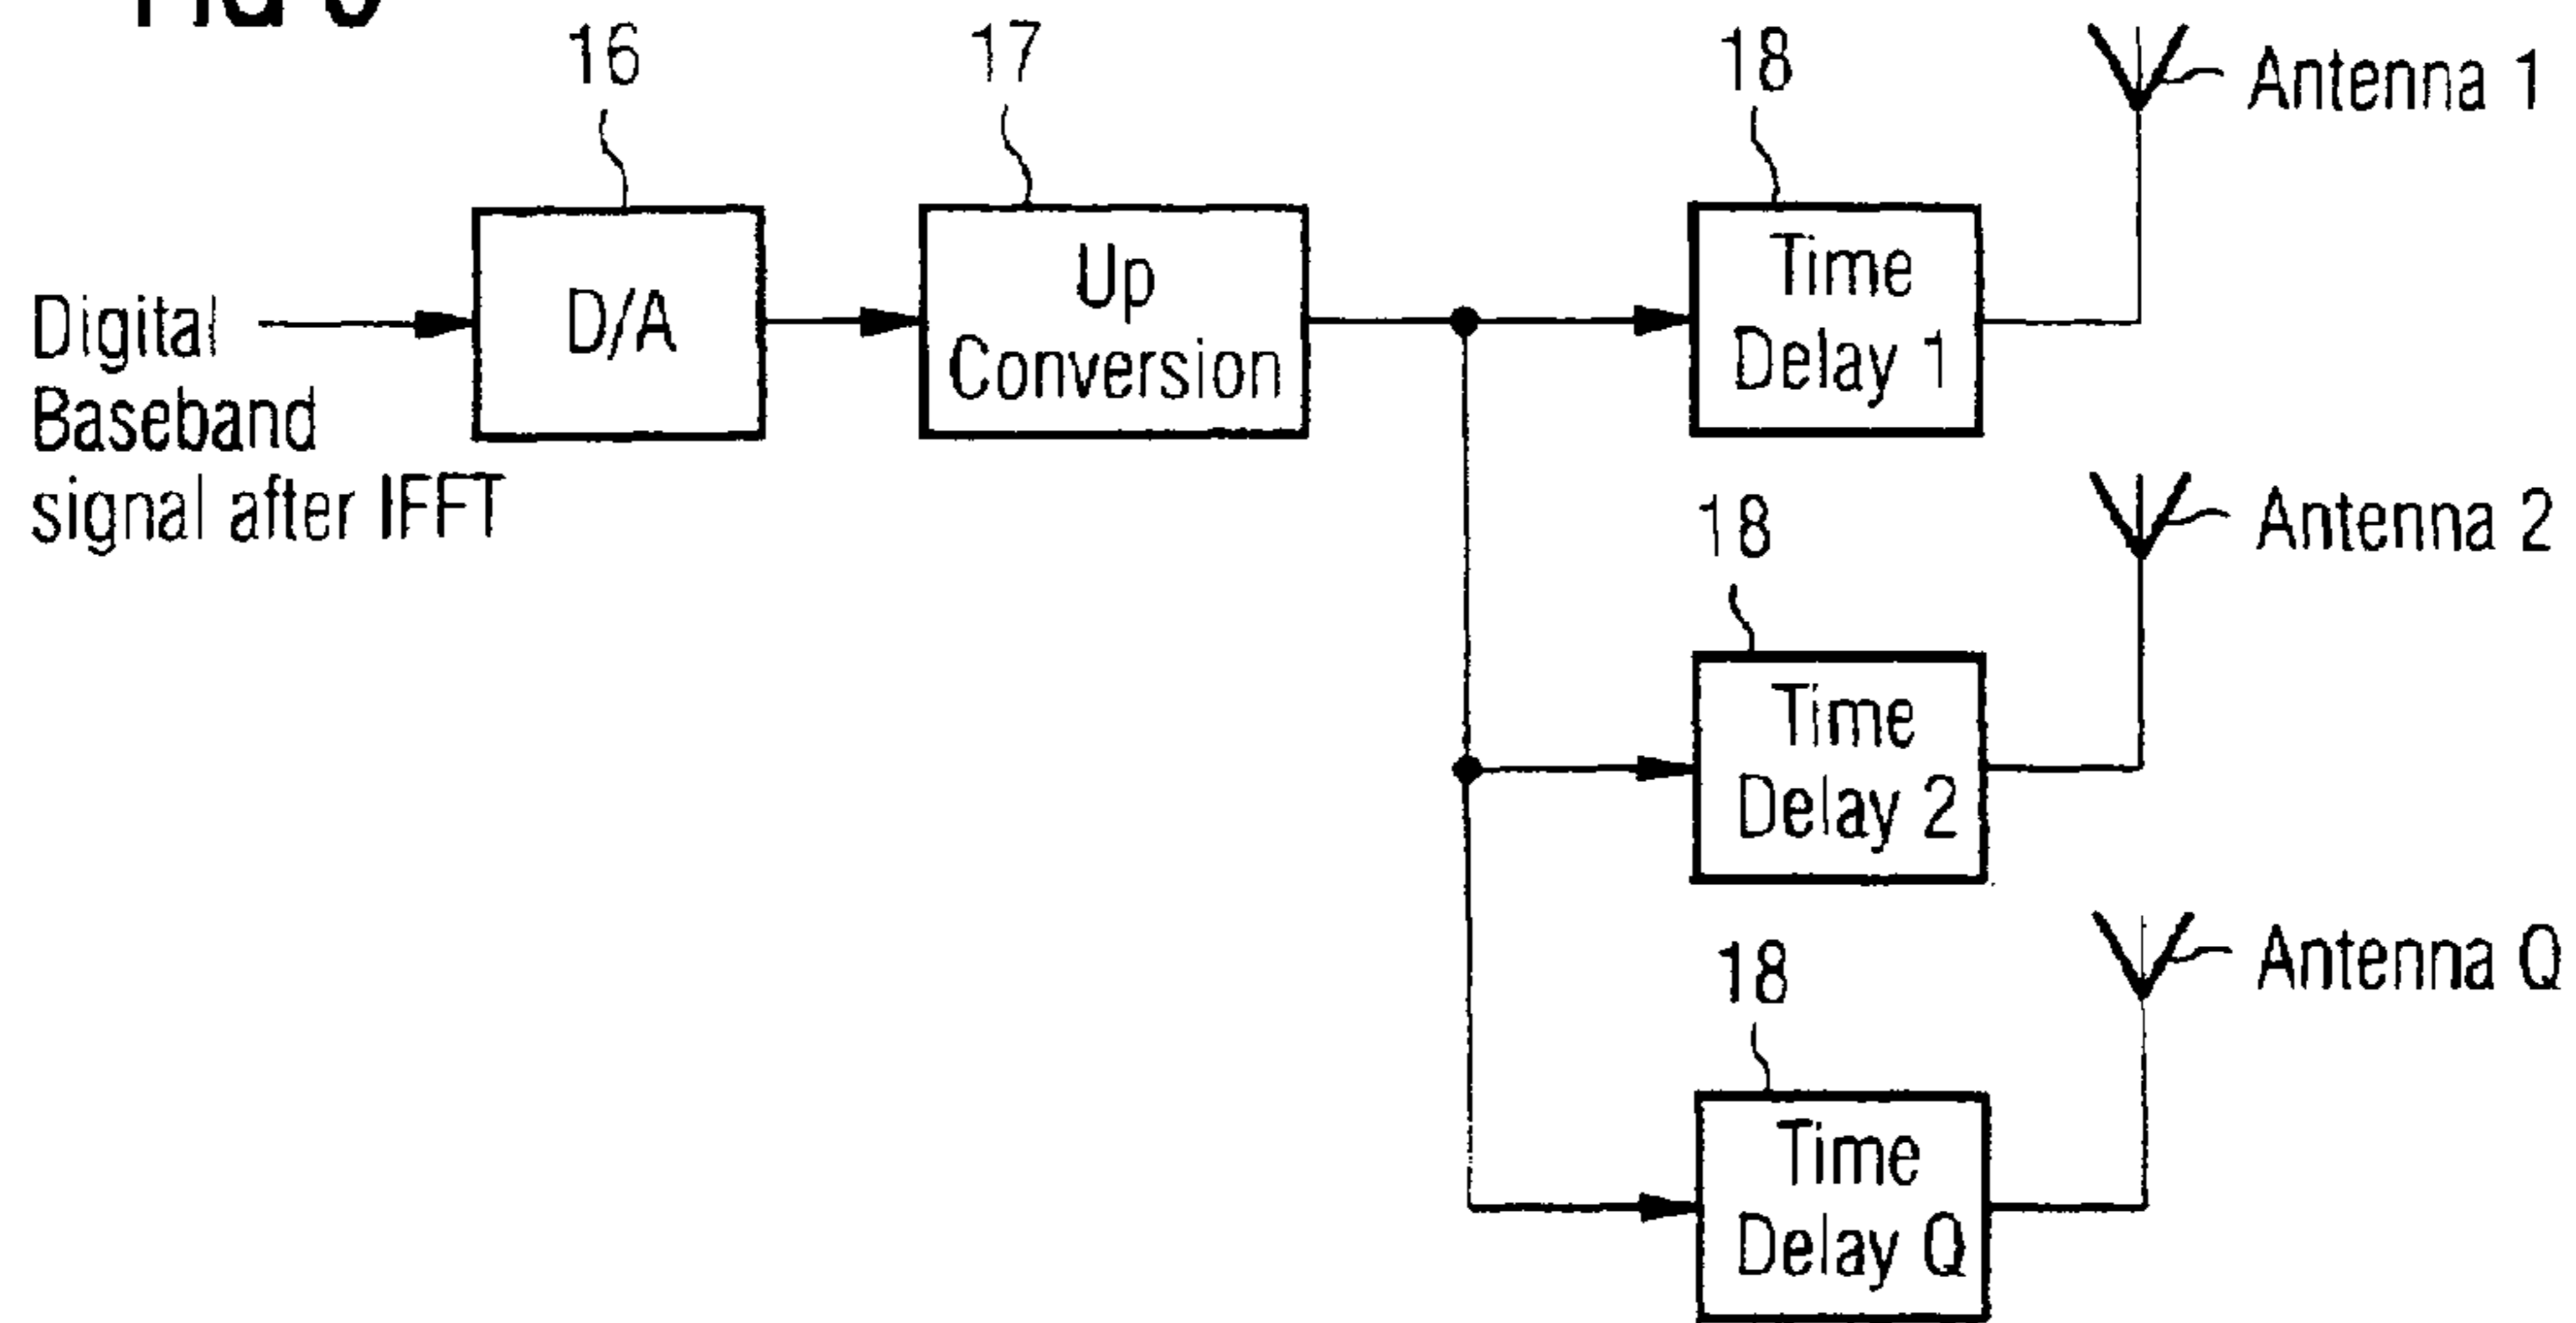 16
17
18
Antenna 1
Digital
Baseband
signal after IFFT
D/A
Up
Conversion
Time
Delay 1
18
Antenna 2
Time
Delay 2
18
Antenna Q
Time
Delay Q